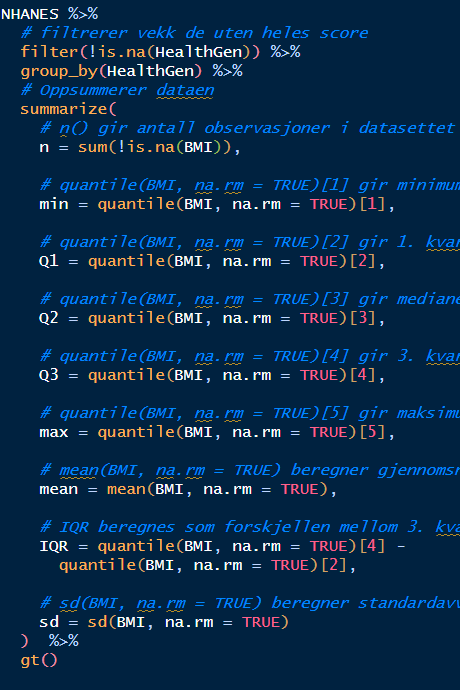 NHANES %>%
# filtrerer vekk de uten heles score
filter(!is.na(HealthGen)) %>%
group_by(HealthGen) %>%
# Oppsummerer dataen
summarize(
# n() gir antall observasjoner i datasettet
n = sum(!is.na(BMI)),
# quantile(BMI, na.rm = TRUE)[1] gir minimum
min = quantile(BMI, na.rm = TRUE)[1],
# quantile(BMI, na.rm = TRUE)[2] gir 1. kvar
Q1 = quantile(BMI, na.rm = TRUE)[2],
# quantile(BMI, na.rm = TRUE)[3] gir mediane
Q2 = quantile(BMI, na.rm = TRUE)[3],
# quantile(BMI, na.rm = TRUE)[4] gir 3. kvar
Q3 = quantile(BMI, na.rm = TRUE)[4],
# quantile(BMI, na.rm = TRUE)[5] gir maksimu
max = quantile(BMI, na.rm = TRUE)[5],
# mean(BMI, na.rm = TRUE) beregner gjennomsn
mean = mean(BMI, na.rm = TRUE),
# IQR beregnes som forskjellen mellom 3. kva
IQR = quantile(BMI, na.rm = TRUE)[4] -
quantile(BMI, na.rm = TRUE)[2],
# sd(BMI, na.rm = TRUE) beregner standardavv
sd = sd(BMI, na.rm = TRUE)
)  %>%
gt()